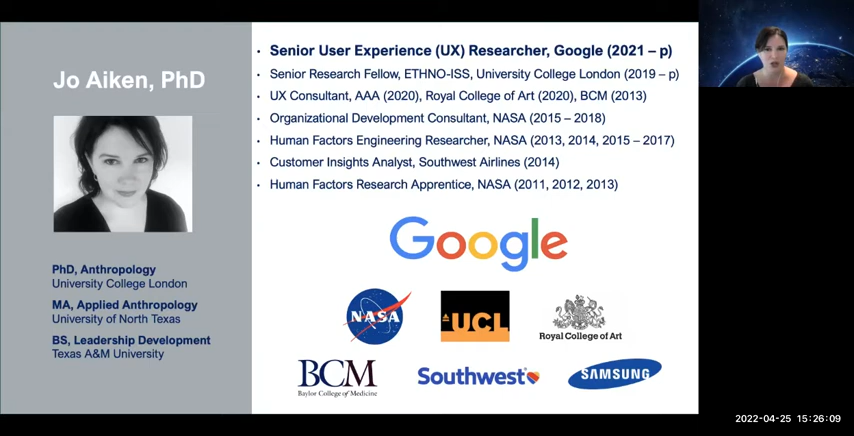 Jo Aiken, PhD
PhD, Anthropology
University College London
MA, Applied Anthropology
University of North Texas
BS, Leadership Development
Texas A&M University
• Senior User Experience (UX) Researcher, Google (2021 – p)
• Senior Research Fellow, ETHNO-ISS, University College London (2019 – p)
• UX Consultant, AAA (2020), Royal College of Art (2020), BCM (2013)
• Organizational Development Consultant, NASA (2015 – 2018)
• Human Factors Engineering Researcher, NASA (2013, 2014, 2015 – 2017)
• Customer Insights Analyst, Southwest Airlines (2014)
• Human Factors Research Apprentice, NASA (2011, 2012, 2013)
Google
NASA
UCL
Royal College of Art
BCM
Baylor College of Medicine
Southwest
SAMSUNG
2022-04-25 15:26:09